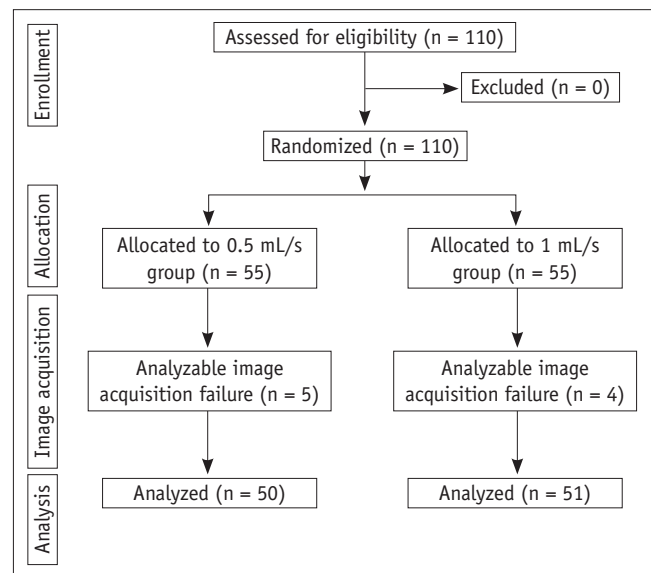 Enrollment
Assessed for eligibility (n = 110)
Excluded (n = 0)
Randomized (n = 110)
Allocation
Allocated to 0.5 mL/s
group (n = 55)
Allocated to 1 mL/s
group (n = 55)
Image acquisition
Analyzable image
acquisition failure (n = 5)
Analyzable image
acquisition failure (n = 4)
Analysis
Analyzed (n = 50)
Analyzed (n = 51)